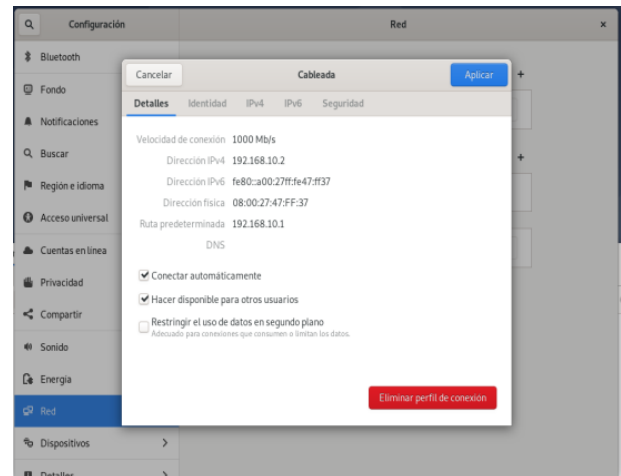 Configuración
Red
×
Bluetooth
Fondo
Notificaciones
Buscar
Región e idioma
Acceso universal
Cuentas en línea
Privacidad
Compartir
Sonido
Energía
Red
Dispositivos
Detalles
+
+
Cancelar
Cableada
Aplicar
Detalles Identidad IPv4 IPv6 Seguridad
Velocidad de conexión 1000 Mb/s
Dirección IPv4 192.168.10.2
Dirección IPv6 fe80::a00:27ff:fe47:ff37
Dirección física 08:00:27:47:FF:37
Ruta predeterminada 192.168.10.1
DNS
Conectar automáticamente
Hacer disponible para otros usuarios
Restringir el uso de datos en segundo plano
Adecuado para conexiones que consumen o limitan los datos.
Eliminar perfil de conexión